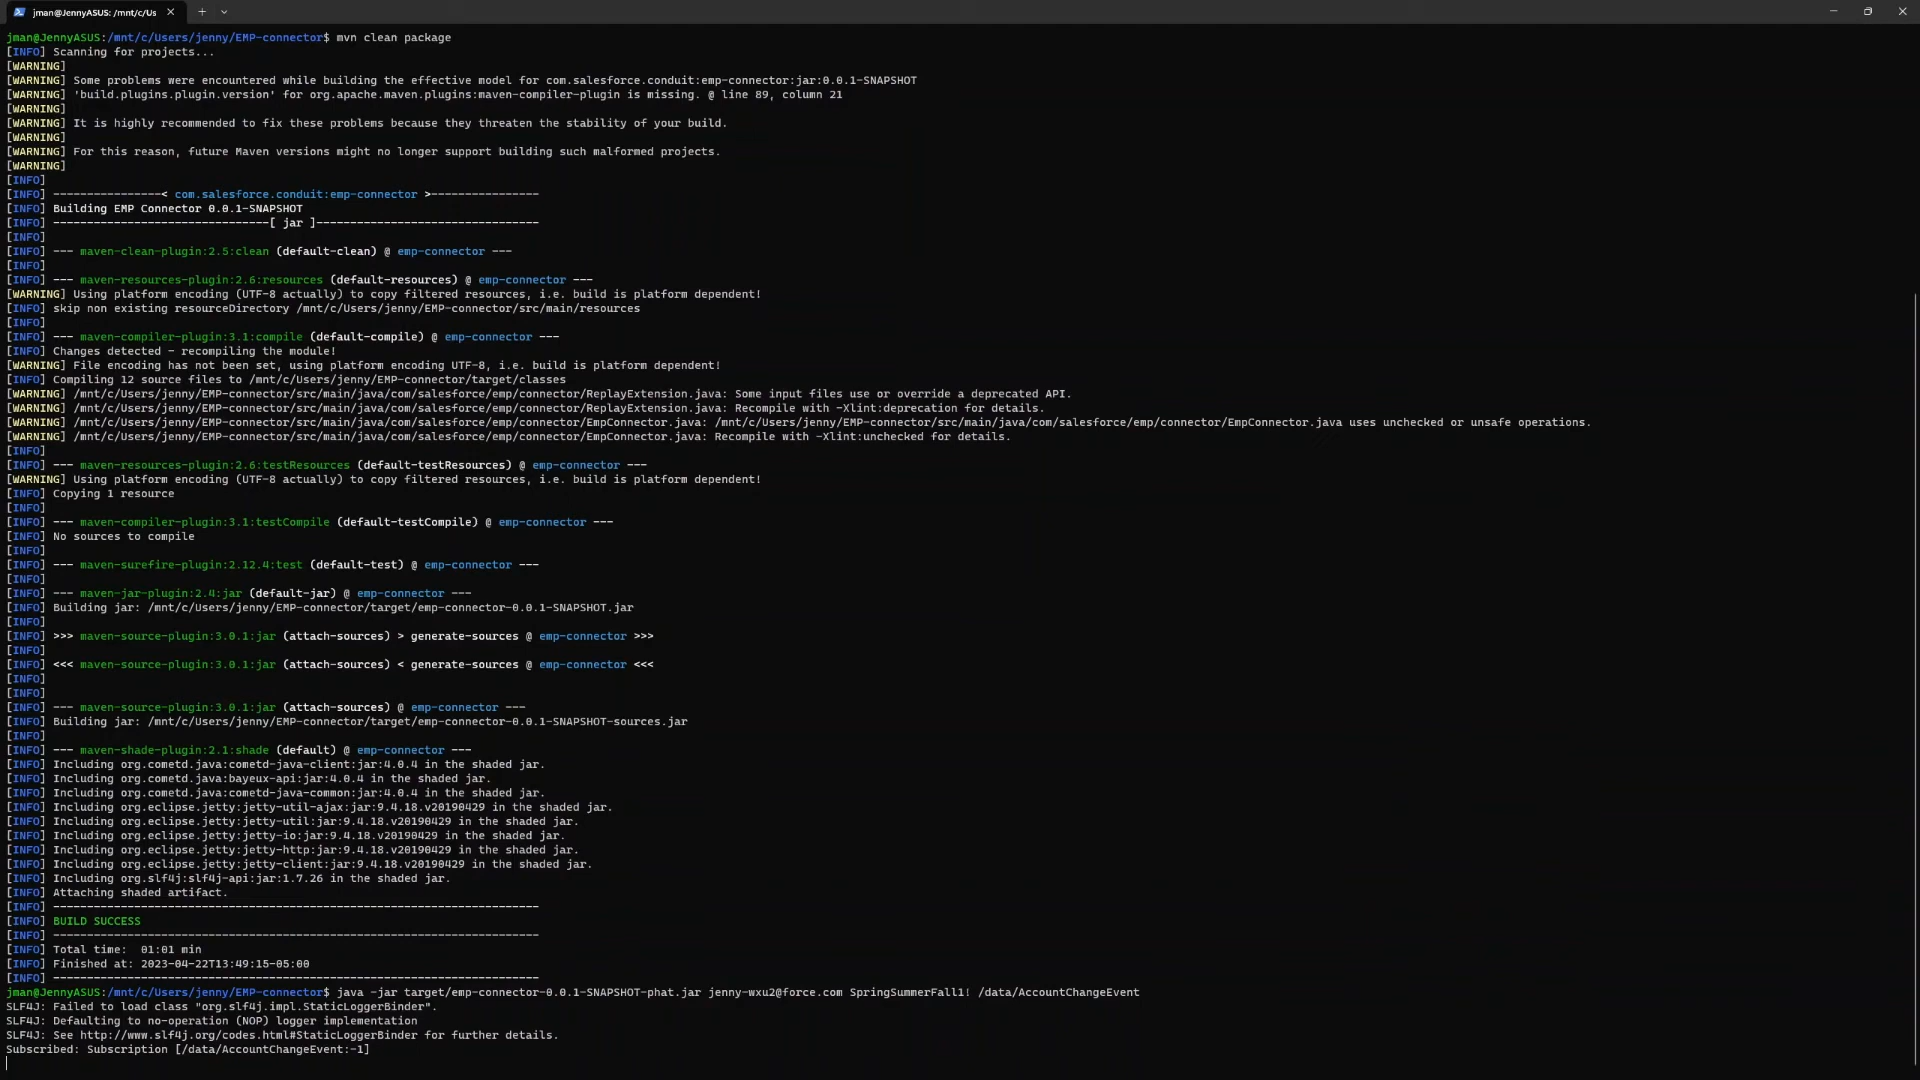 jman@JennyASUS: /mnt/c/Us
jman@JennyASUS:/mnt/c/Users/jenny/EMP-connector$ mvn clean package
[INFO] Scanning for projects...
[WARNING]
[WARNING] Some problems were encountered while building the effective model for com.salesforce.conduit:emp-connector:jar:0.0.1-SNAPSHOT
[WARNING] 'build.plugins.plugin.version' for org.apache.maven.plugins:maven-compiler-plugin is missing. @ line 89, column 21
[WARNING]
[WARNING] It is highly recommended to fix these problems because they threaten the stability of your build.
[WARNING]
[WARNING] For this reason, future Maven versions might no longer support building such malformed projects.
[WARNING]
[INFO]
[INFO] ----------------< com.salesforce.conduit:emp-connector >----------------
[INFO] Building EMP Connector 0.0.1-SNAPSHOT
[INFO] --------------------------------[ jar ]---------------------------------
[INFO]
[INFO] --- maven-clean-plugin:2.5:clean (default-clean) @ emp-connector ---
[INFO]
[INFO] --- maven-resources-plugin:2.6:resources (default-resources) @ emp-connector ---
[WARNING] Using platform encoding (UTF-8 actually) to copy filtered resources, i.e. build is platform dependent!
[INFO] skip non existing resourceDirectory /mnt/c/Users/jenny/EMP-connector/src/main/resources
[INFO]
[INFO] --- maven-compiler-plugin:3.1:compile (default-compile) @ emp-connector ---
[INFO] Changes detected - recompiling the module!
[WARNING] File encoding has not been set, using platform encoding UTF-8, i.e. build is platform dependent!
[INFO] Compiling 12 source files to /mnt/c/Users/jenny/EMP-connector/target/classes
[WARNING] /mnt/c/Users/jenny/EMP-connector/src/main/java/com/salesforce/emp/connector/ReplayExtension.java: Some input files use or override a deprecated API.
[WARNING] /mnt/c/Users/jenny/EMP-connector/src/main/java/com/salesforce/emp/connector/ReplayExtension.java: Recompile with -Xlint:deprecation for details.
[WARNING] /mnt/c/Users/jenny/EMP-connector/src/main/java/com/salesforce/emp/connector/EmpConnector.java: /mnt/c/Users/jenny/EMP-connector/src/main/java/com/salesforce/emp/connector/EmpConnector.java uses unchecked or unsafe operations.
[WARNING] /mnt/c/Users/jenny/EMP-connector/src/main/java/com/salesforce/emp/connector/EmpConnector.java: Recompile with -Xlint:unchecked for details.
[INFO]
[INFO] --- maven-resources-plugin:2.6:testResources (default-testResources) @ emp-connector ---
[WARNING] Using platform encoding (UTF-8 actually) to copy filtered resources, i.e. build is platform dependent!
[INFO] Copying 1 resource
[INFO]
[INFO] --- maven-compiler-plugin:3.1:testCompile (default-testCompile) @ emp-connector ---
[INFO] No sources to compile
[INFO]
[INFO] --- maven-surefire-plugin:2.12.4:test (default-test) @ emp-connector ---
[INFO]
[INFO] --- maven-jar-plugin:2.4:jar (default-jar) @ emp-connector ---
[INFO] Building jar: /mnt/c/Users/jenny/EMP-connector/target/emp-connector-0.0.1-SNAPSHOT.jar
[INFO]
[INFO] >>> maven-source-plugin:3.0.1:jar (attach-sources) > generate-sources @ emp-connector >>>
[INFO]
[INFO] <<< maven-source-plugin:3.0.1:jar (attach-sources) < generate-sources @ emp-connector <<<
[INFO]
[INFO]
[INFO] --- maven-source-plugin:3.0.1:jar (attach-sources) @ emp-connector ---
[INFO] Building jar: /mnt/c/Users/jenny/EMP-connector/target/emp-connector-0.0.1-SNAPSHOT-sources.jar
[INFO]
[INFO] --- maven-shade-plugin:2.1:shade (default) @ emp-connector ---
[INFO] Including org.cometd.java:cometd-java-client:jar:4.0.4 in the shaded jar.
[INFO] Including org.cometd.java:bayeux-api:jar:4.0.4 in the shaded jar.
[INFO] Including org.cometd.java:cometd-java-common:jar:4.0.4 in the shaded jar.
[INFO] Including org.eclipse.jetty:jetty-util-ajax:jar:9.4.18.v20190429 in the shaded jar.
[INFO] Including org.eclipse.jetty:jetty-util:jar:9.4.18.v20190429 in the shaded jar.
[INFO] Including org.eclipse.jetty:jetty-io:jar:9.4.18.v20190429 in the shaded jar.
[INFO] Including org.eclipse.jetty:jetty-http:jar:9.4.18.v20190429 in the shaded jar.
[INFO] Including org.eclipse.jetty:jetty-client:jar:9.4.18.v20190429 in the shaded jar.
[INFO] Including org.slf4j:slf4j-api:jar:1.7.26 in the shaded jar.
[INFO] Attaching shaded artifact.
[INFO] ------------------------------------------------------------------------
[INFO] BUILD SUCCESS
[INFO] ------------------------------------------------------------------------
[INFO] Total time:  01:01 min
[INFO] Finished at: 2023-04-22T13:49:15-05:00
[INFO] ------------------------------------------------------------------------
jman@JennyASUS:/mnt/c/Users/jenny/EMP-connector$ java -jar target/emp-connector-0.0.1-SNAPSHOT-phat.jar jenny-wxu2@force.com SpringSummerFall1! /data/AccountChangeEvent
SLF4J: Failed to load class "org.slf4j.impl.StaticLoggerBinder".
SLF4J: Defaulting to no-operation (NOP) logger implementation
SLF4J: See http://www.slf4j.org/codes.html#StaticLoggerBinder for further details.
Subscribed: Subscription [/data/AccountChangeEvent:-1]